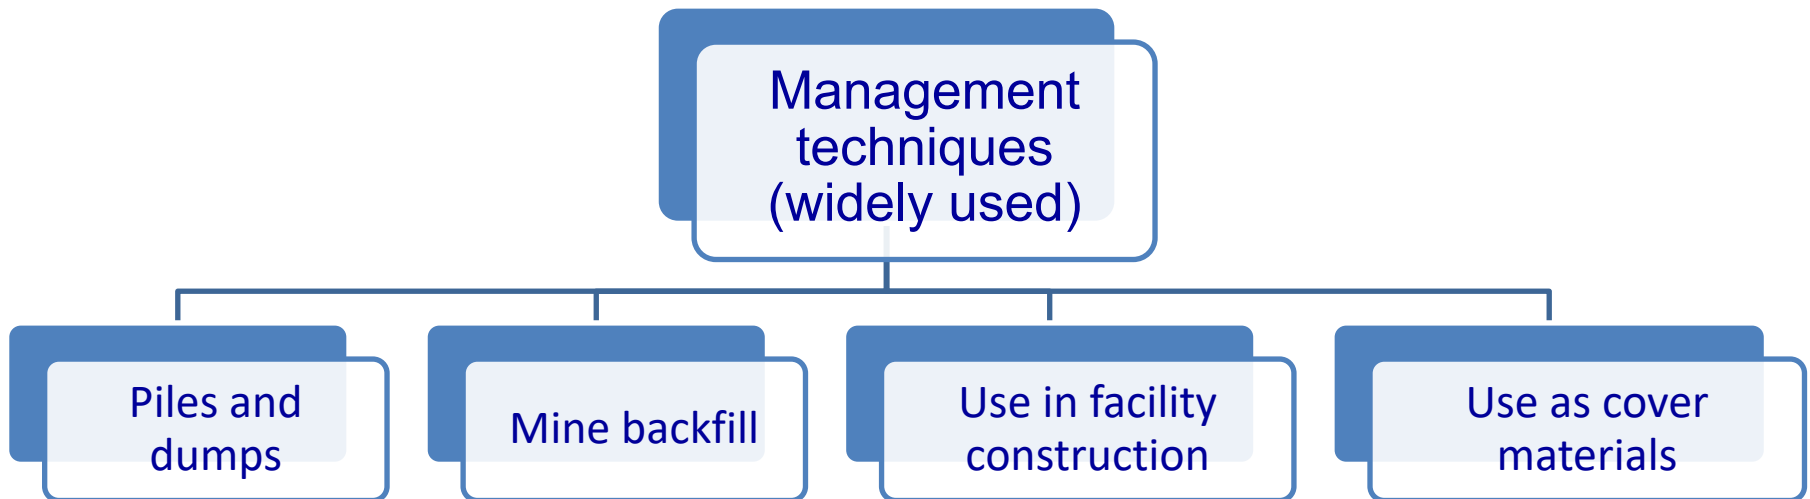 Management
techniques
(widely used)
Piles and
dumps
Mine backfill
Use in facility
construction
Use as cover
materials